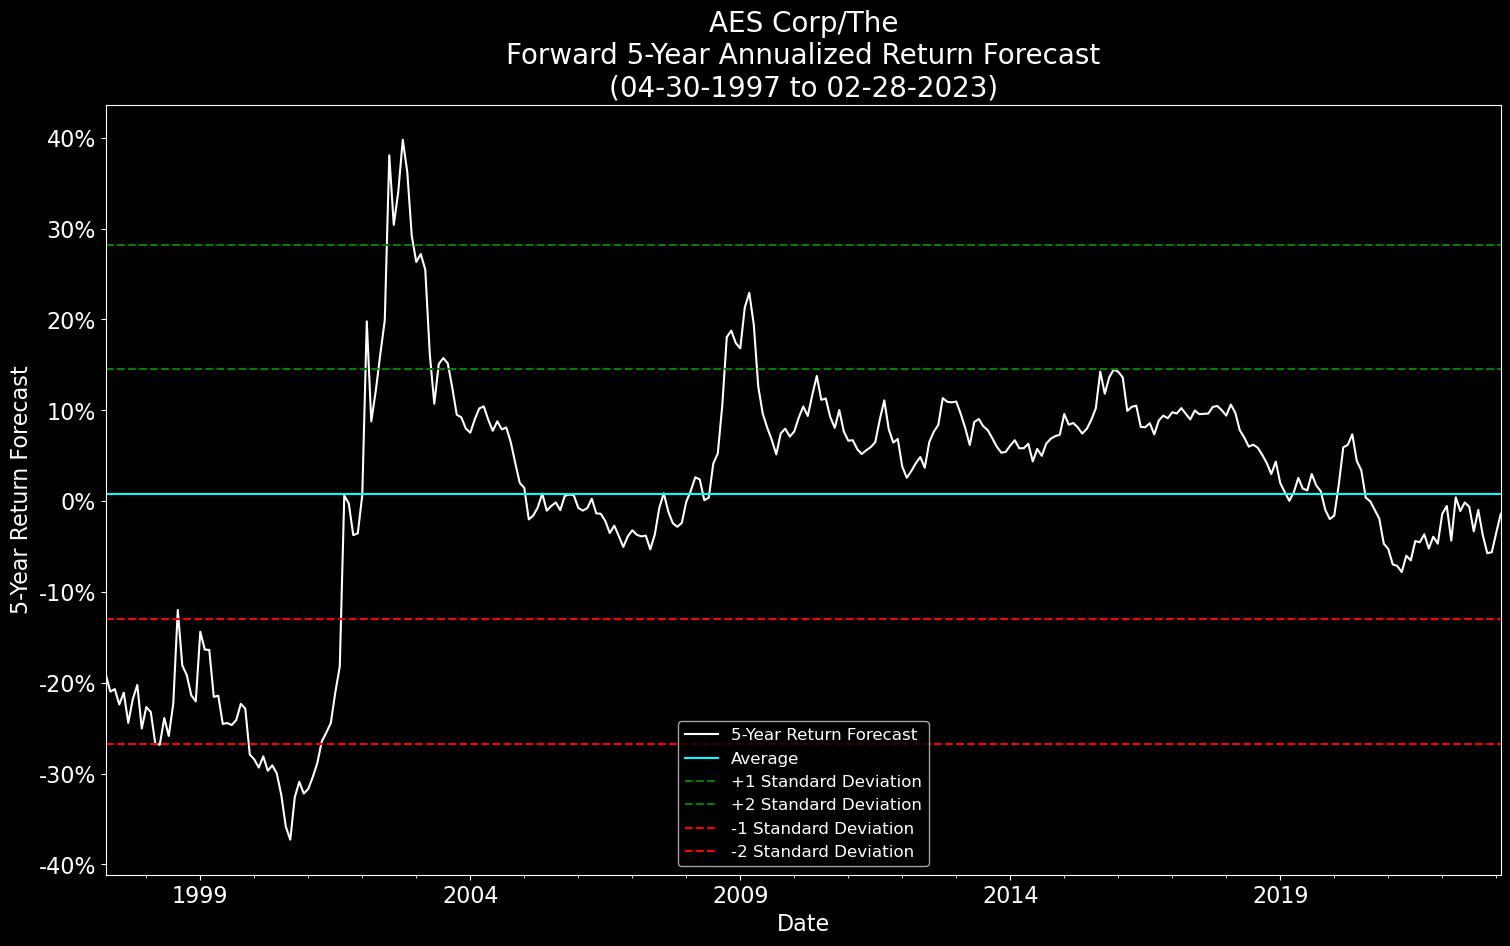 AES Corp/The
Forward 5-Year Annualized Return Forecast
(04-30-1997 to 02-28-2023)
5-Year Return Forecast
40%
30%
20%
10%
0%
-10%
-20%
-30%
-40%
5-Year Return Forecast
Average
+1 Standard Deviation
+2 Standard Deviation
-1 Standard Deviation
-2 Standard Deviation
1999
2004
2009
2014
2019
Date